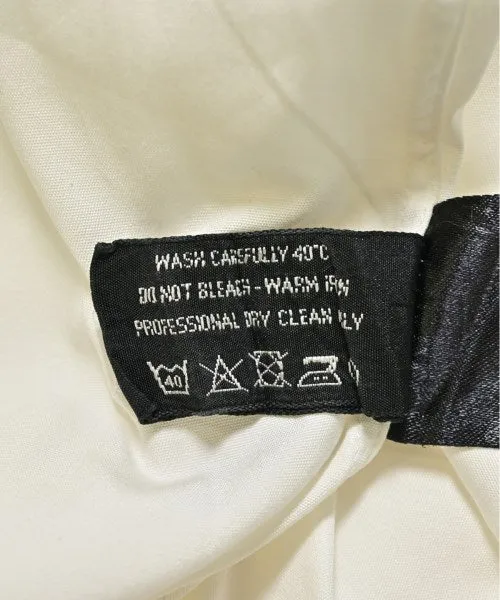 WASH CAREFULLY 40°C
DO NOT BLEACH - WARM
PROFESSIONAL DRY CLEAN
40